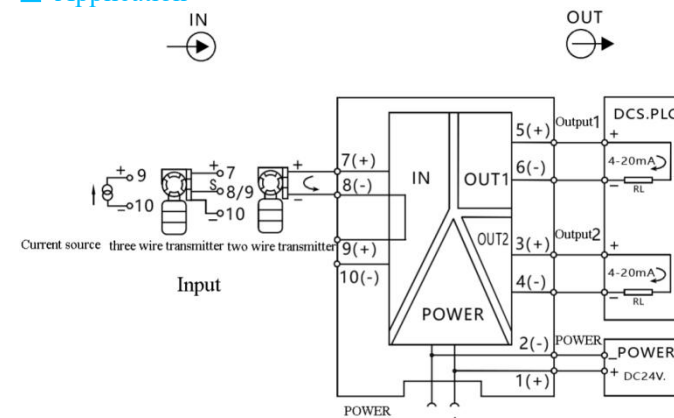 Application
IN
OUT
DCS.PLC
Output1
5(+)
+
7(+)
6(-)
4-20mA
+
9
+
7
+
8(-)
IN
OUT1
–
RL
S
8/9
–
10
–
10
–
OUT2
3(+)
Output2
+
Current source
three wire transmitter
two wire transmitter
9(+)
10(-)
4-20mA
Input
4(-)
–
RL
POWER
2(-)
POWER
–
POWER
1(+)
+
DC24V.
POWER